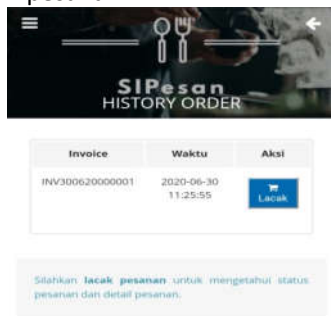 SIPesan
HISTORY ORDER
Invoice Waktu Aksi
INV300620000001 2020-06-30 Lacak
11:25:55
Silahkan lacak pesanan untuk mengetahui status
pesanan dan detail pesanan.